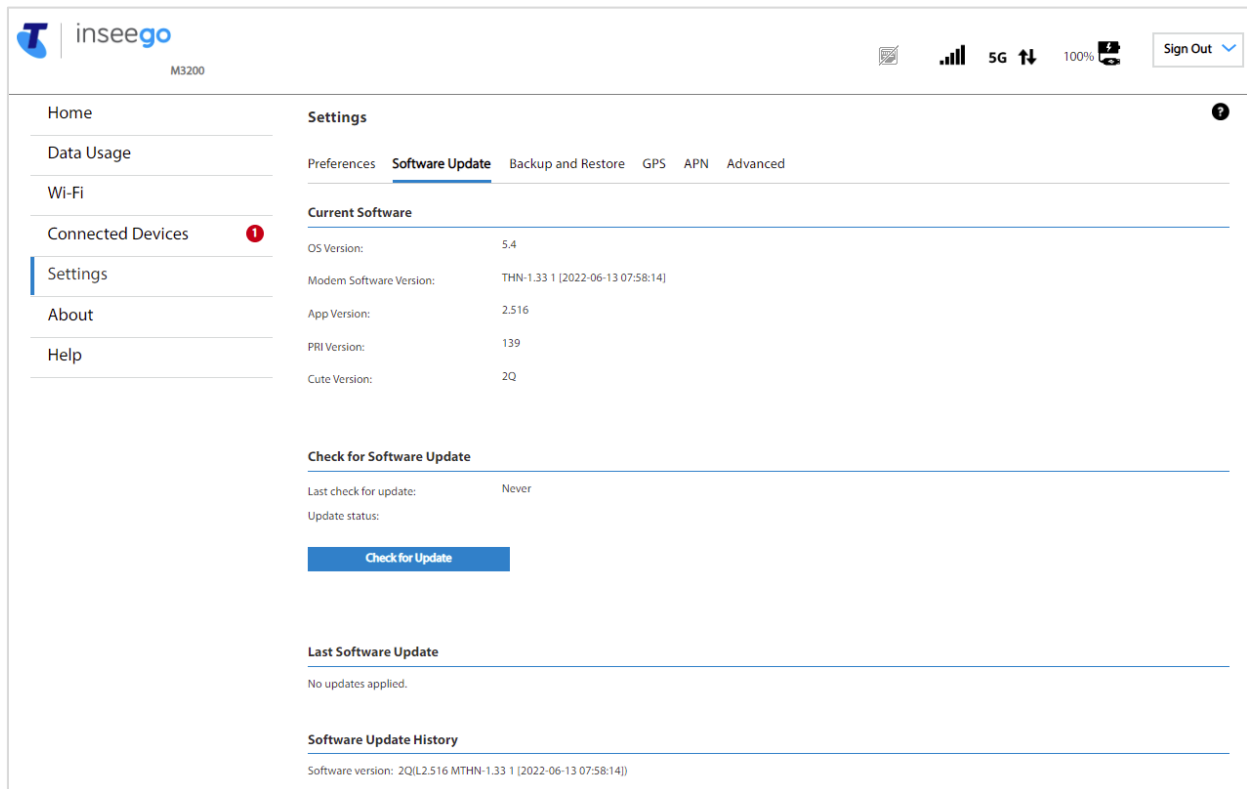 T inseego
M3200
5G 100% Sign Out
Home
Data Usage
Wi-Fi
Connected Devices 1
Settings
About
Help
Settings ?
Preferences Software Update Backup and Restore GPS APN Advanced
Current Software
OS Version: 5.4
Modem Software Version: THN-1.33 1 [2022-06-13 07:58:14]
App Version: 2.516
PRI Version: 139
Cute Version: 2Q
Check for Software Update
Last check for update: Never
Update status:
Check for Update
Last Software Update
No updates applied.
Software Update History
Software version: 2Q(L2.516 MTHN-1.33 1 [2022-06-13 07:58:14])